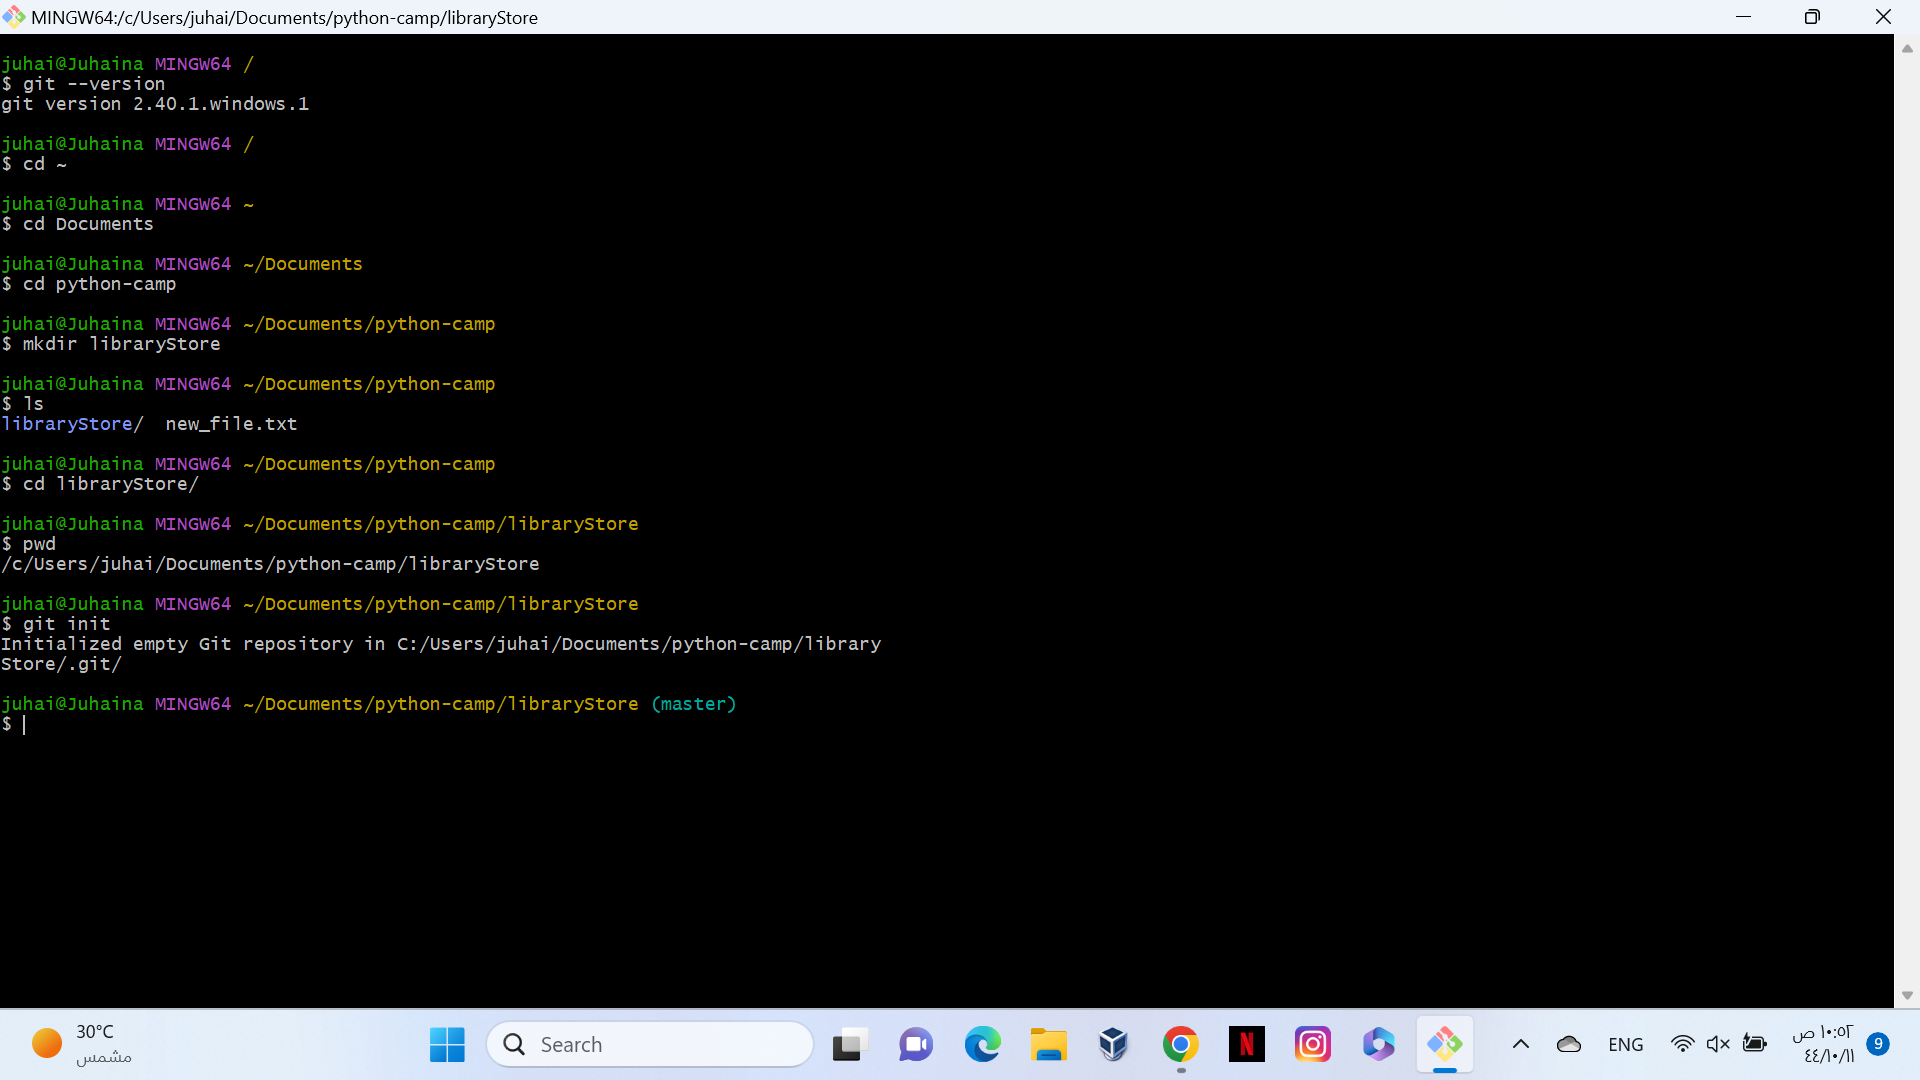 MINGW64:/c/Users/juhai/Documents/python-camp/libraryStore
juhai@Juhaina MINGW64 /
$ git --version
git version 2.40.1.windows.1
juhai@Juhaina MINGW64 /
$ cd ~
juhai@Juhaina MINGW64 ~
$ cd Documents
juhai@Juhaina MINGW64 ~/Documents
$ cd python-camp
juhai@Juhaina MINGW64 ~/Documents/python-camp
$ mkdir libraryStore
juhai@Juhaina MINGW64 ~/Documents/python-camp
$ ls
libraryStore/  new_file.txt
juhai@Juhaina MINGW64 ~/Documents/python-camp
$ cd libraryStore/
juhai@Juhaina MINGW64 ~/Documents/python-camp/libraryStore
$ pwd
/c/Users/juhai/Documents/python-camp/libraryStore
juhai@Juhaina MINGW64 ~/Documents/python-camp/libraryStore
$ git init
Initialized empty Git repository in C:/Users/juhai/Documents/python-camp/library
Store/.git/
juhai@Juhaina MINGW64 ~/Documents/python-camp/libraryStore (master)
$
30°C
مشمس
Search
N
ENG
١٠:٥٢ ص
٤٤/١٠/١١
9